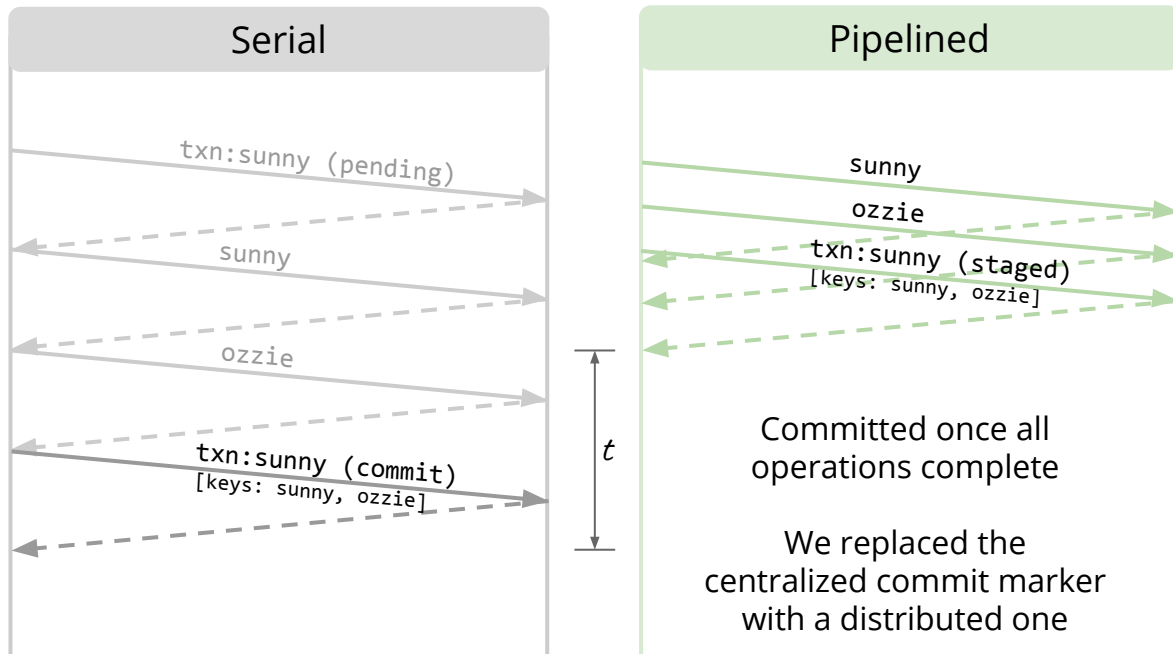 Serial
txn:sunny (pending)
sunny
ozzie
txn:sunny (commit)
[keys: sunny, ozzie]
t
Pipelined
sunny
ozzie
txn:sunny (staged)
[keys: sunny, ozzie]
Committed once all
operations complete
We replaced the
centralized commit marker
with a distributed one